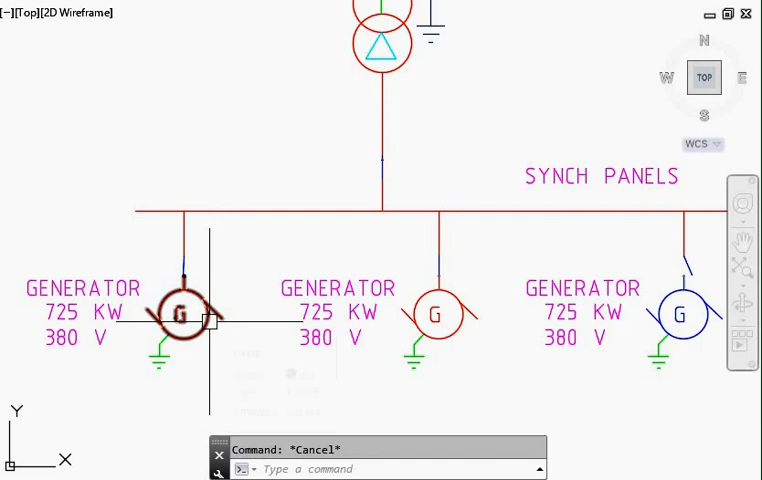 [−][Top][2D Wireframe]
N
W TOP E
S
WCS
SYNCH PANELS
GENERATOR
725 KW
380 V
G
GENERATOR
725 KW
380 V
G
GENERATOR
725 KW
380 V
G
Y
X
Command: *Cancel*
Type a command